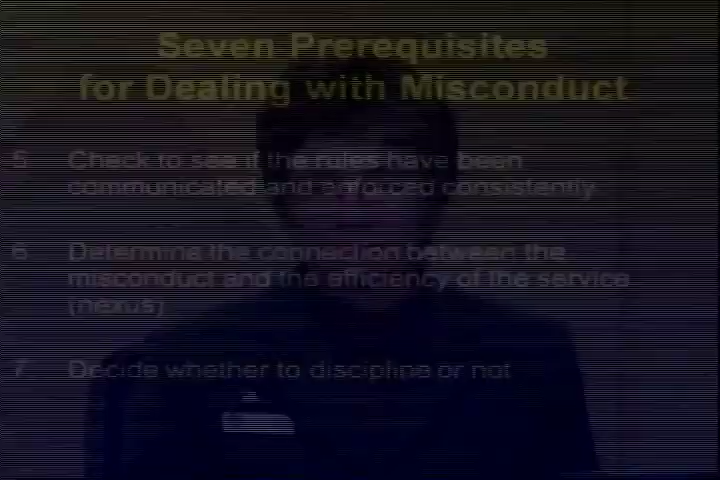 Seven Prerequisites
for Dealing with Misconduct
5 Check to see if the rules have been
communicated and enforced consistently
6 Determine the connection between the
misconduct and the efficiency of the service
(nexus)
7 Decide whether to discipline or not